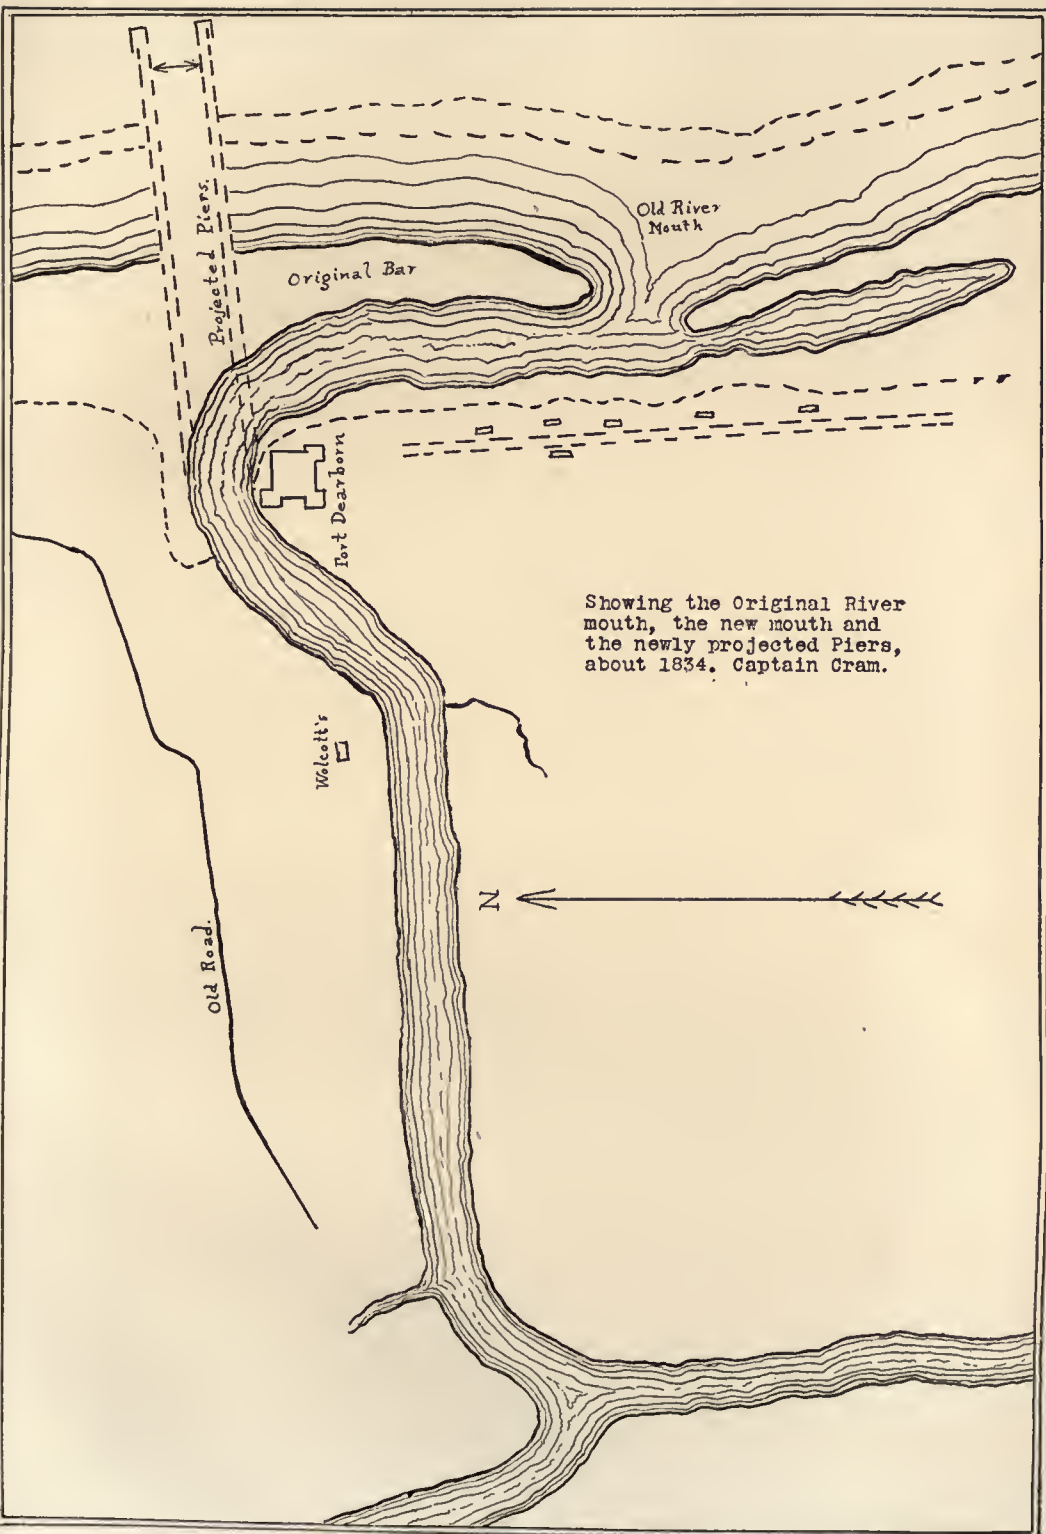 Projected Piers.
Old River
Mouth
Original Bar
Fort Dearborn
Showing the Original River
mouth, the new mouth and
the newly projected Piers,
about 1834. Captain Cram.
Wolcott's
N
Old Road.